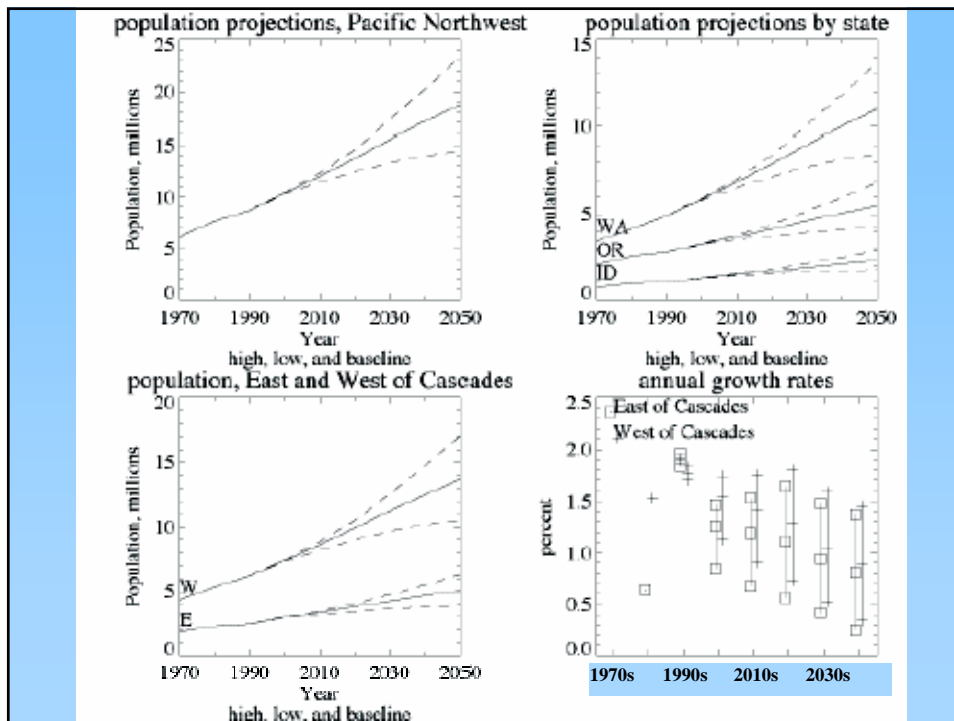 population projections, Pacific Northwest
25
20
15
10
5
0
Population, millions
1970 1990 2010 2030 2050
Year
high, low, and baseline
population projections by state
15
10
5
0
Population, millions
WA
OR
ID
1970 1990 2010 2030 2050
Year
high, low, and baseline
population, East and West of Cascades
20
15
10
5
0
Population, millions
W
E
1970 1990 2010 2030 2050
Year
high, low, and baseline
annual growth rates
2.5
2.0
1.5
1.0
0.5
0.0
percent
East of Cascades
West of Cascades
1970s 1990s 2010s 2030s